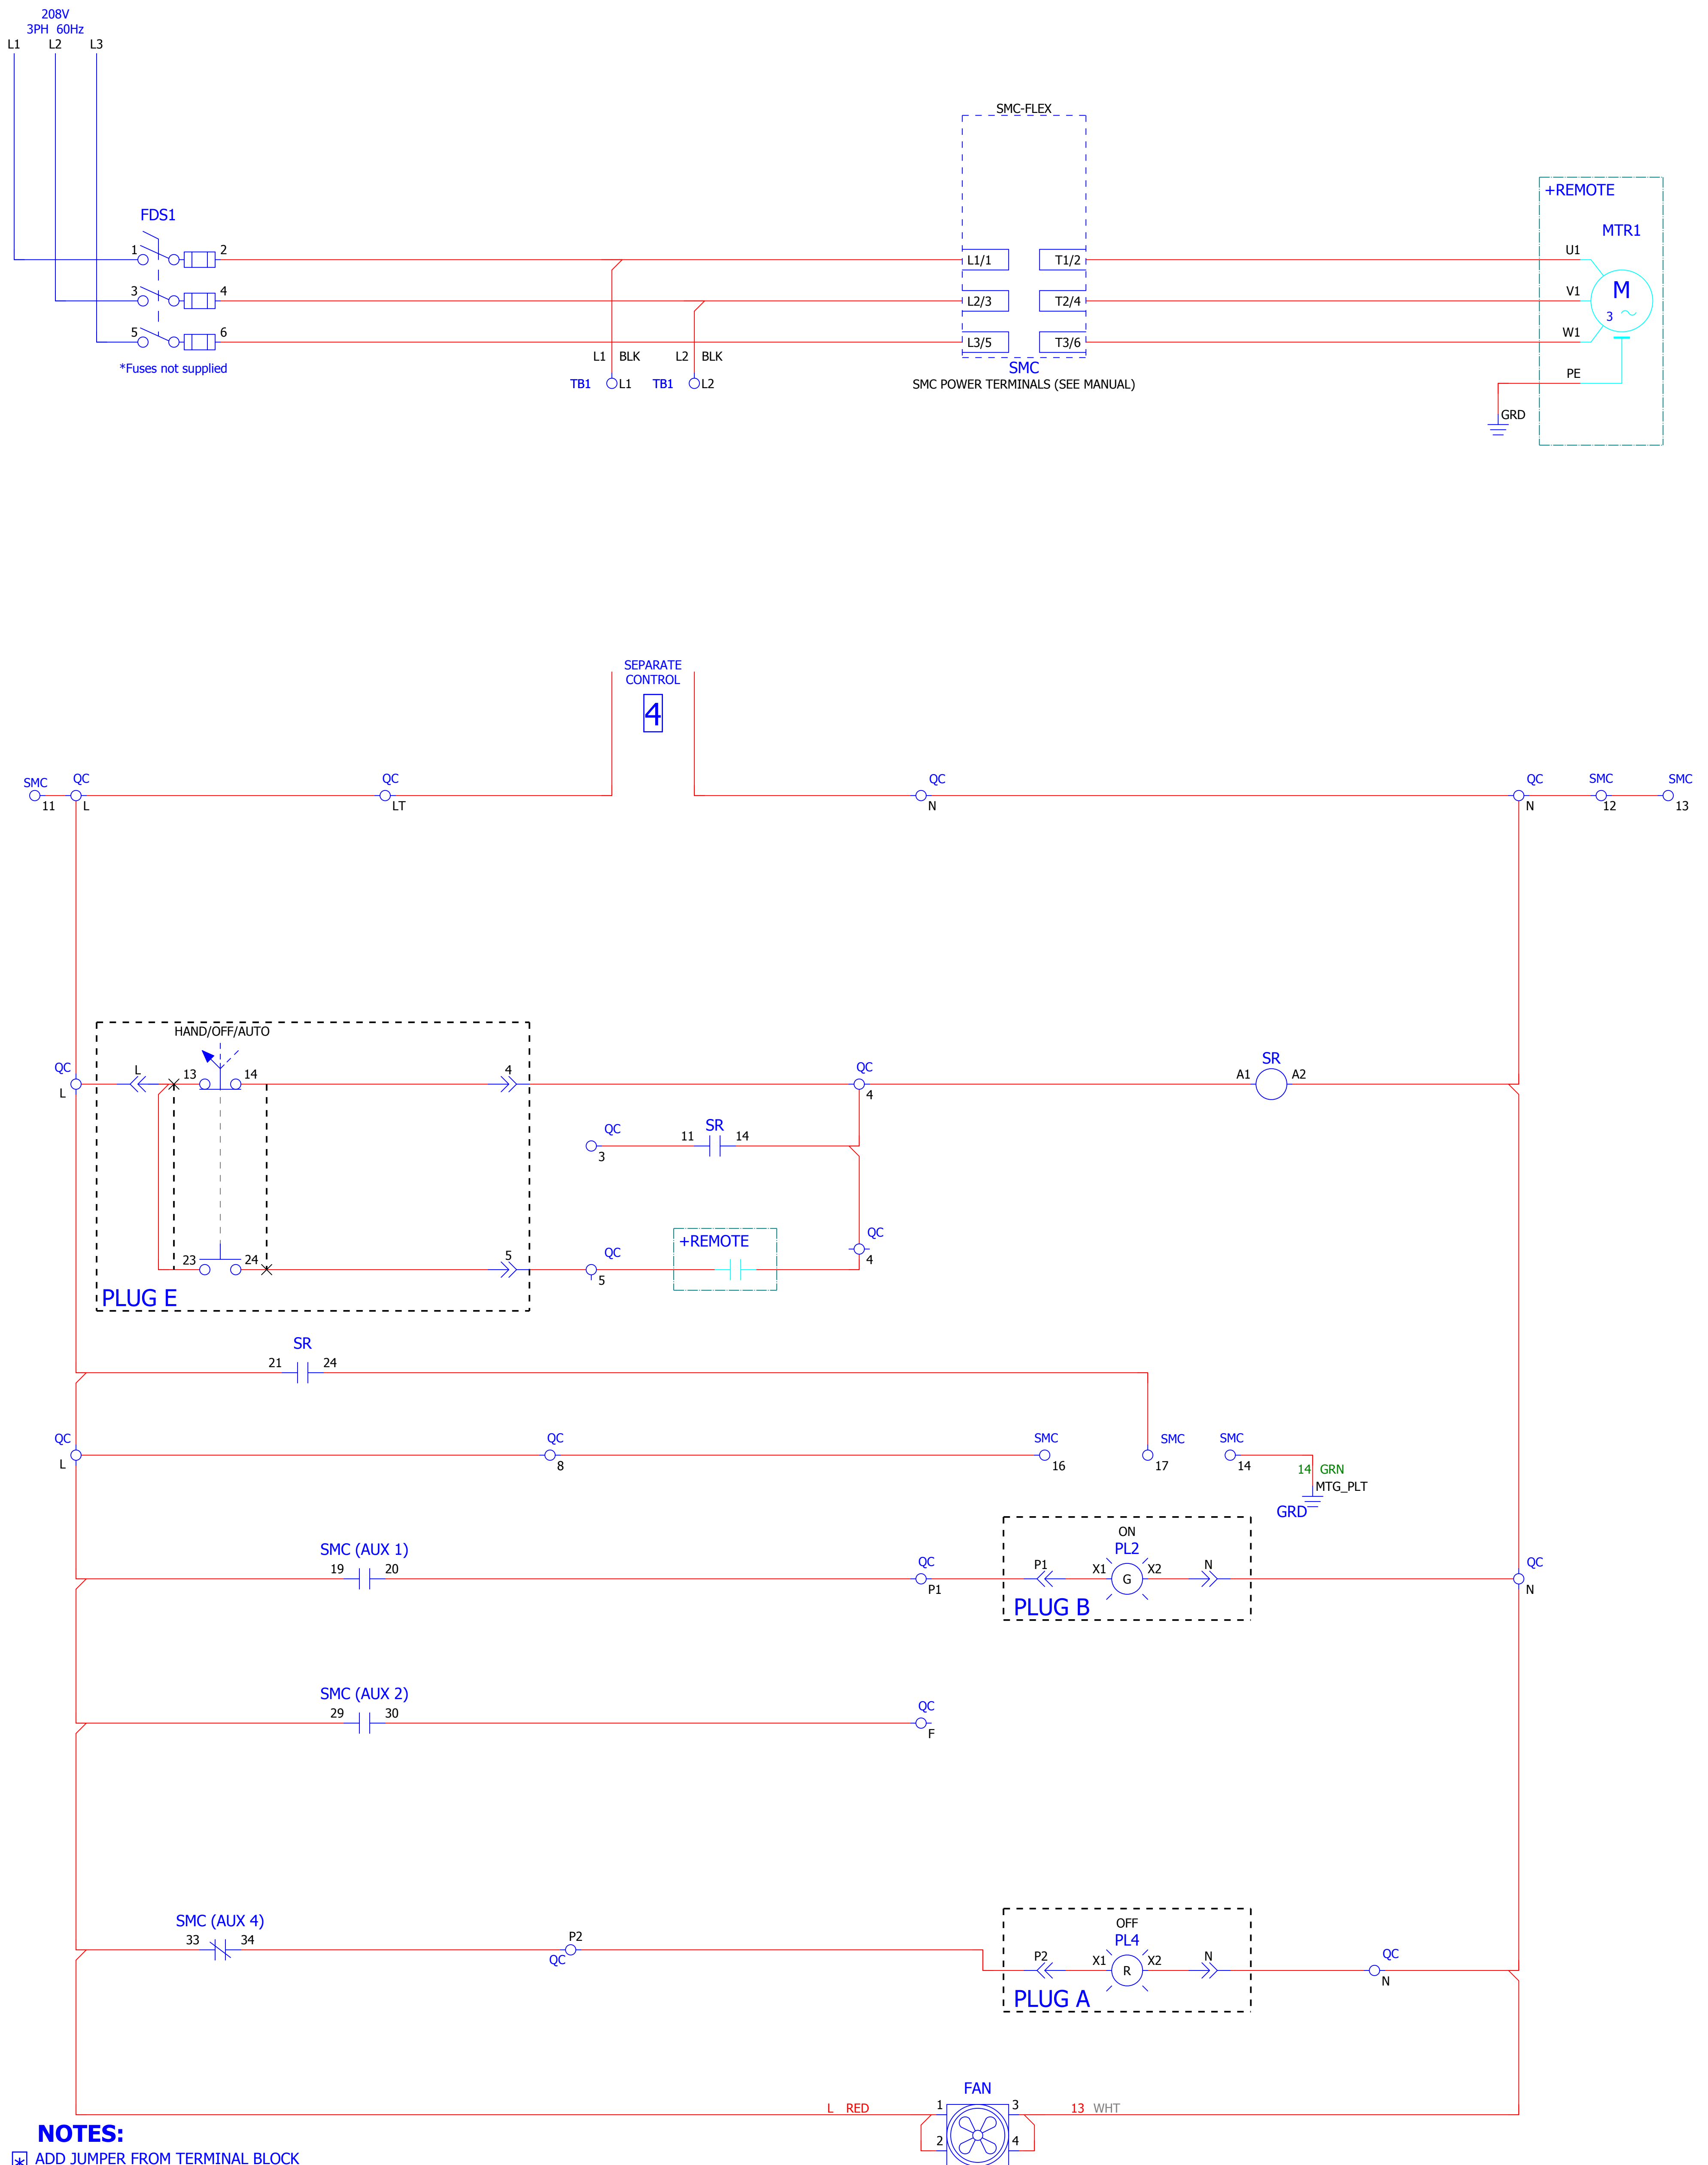 208V
3PH 60Hz
L1 L2 L3
SMC-FLEX
+REMOTE
FDS1
MTR1
1 2 L1/1 T1/2 U1
3 4 L2/3 T2/4 V1
M
3
5 6 L3/5 T3/6 W1
*Fuses not supplied
L1 BLK L2 BLK
SMC
TB1 L1 TB1 L2
SMC POWER TERMINALS (SEE MANUAL)
PE
GRD
SEPARATE
CONTROL
4
SMC QC QC QC QC SMC SMC
11 L LT N N 12 13
HAND/OFF/AUTO
QC L 13 14 4 QC SR
L 4 A1 A2
QC SR
3 11 14
QC
4
+REMOTE
23 24 5 QC
5
PLUG E
SR
21 24
QC QC SMC SMC SMC
L 8 16 17 14
14 GRN
MTG_PLT
GRD
ON
SMC (AUX 1) PL2
19 20 QC P1 X1 G X2 N QC
P1 N
PLUG B
SMC (AUX 2)
29 30 QC
F
SMC (AUX 4) OFF
33 34 P2 PL4
QC P2 X1 R X2 N QC
N
PLUG A
FAN
L RED 1 3 13 WHT
2 4
NOTES:
* ADD JUMPER FROM TERMINAL BLOCK